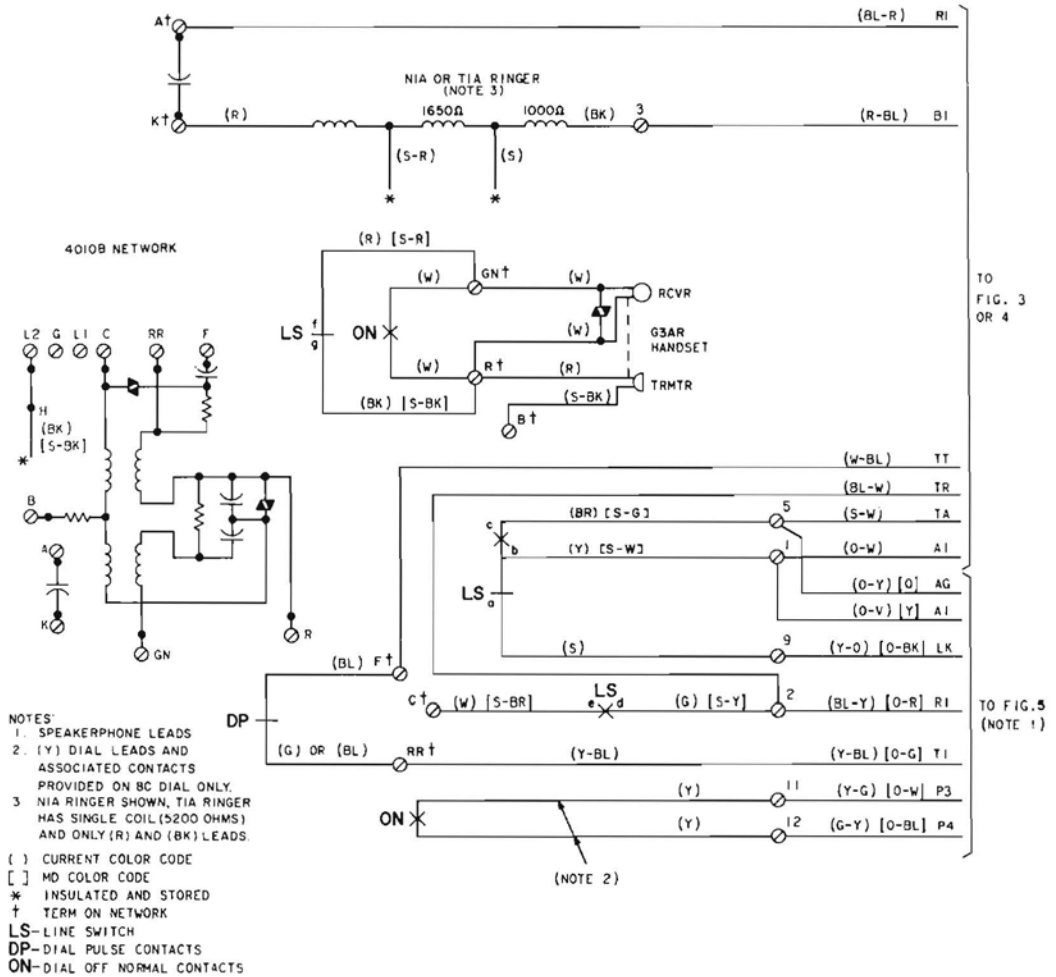 A† (BL-R) R1
NIA OR TIA RINGER
(NOTE 3)
1650Ω 1000Ω
K† (R) (BK) 3 (R-BL) B1
(S-R) (S)
* *
4010B NETWORK
(R) [S-R]
(W) GN† (W) RCVR
LS f g ON (W) G3AR
HANDSET
(W) R† (R) TRMTR
(BK) [S-BK] (S-BK)
B†
TO
FIG. 3
OR 4
L2 G L1 C RR F
H
(BK)
[S-BK]
*
B
A
K
GN
R
(W-BL) TT
(BL-W) TR
c (BR) [S-G] 5 (S-W) TA
b (Y) [S-W] 1 (O-W) A1
LS a (O-Y) [O] AG
(O-V) [Y] A1
(S) 9 (Y-O) [O-BK] LK
(BL) F†
C† (W) [S-BR] LS e d (G) [S-Y] 2 (BL-Y) [O-R] R1
DP
(G) OR (BL) RR† (Y-BL) (Y-BL) [O-G] T1
(Y) 11 (Y-G) [O-W] P3
ON
(Y) 12 (G-Y) [O-BL] P4
(NOTE 2)
TO FIG.5
(NOTE 1)
NOTES:
1. SPEAKERPHONE LEADS
2. (Y) DIAL LEADS AND
ASSOCIATED CONTACTS
PROVIDED ON 8C DIAL ONLY.
3 NIA RINGER SHOWN, TIA RINGER
HAS SINGLE COIL (5200 OHMS)
AND ONLY (R) AND (BK) LEADS.
( ) CURRENT COLOR CODE
[ ] MD COLOR CODE
* INSULATED AND STORED
† TERM ON NETWORK
LS-LINE SWITCH
DP-DIAL PULSE CONTACTS
ON-DIAL OFF NORMAL CONTACTS